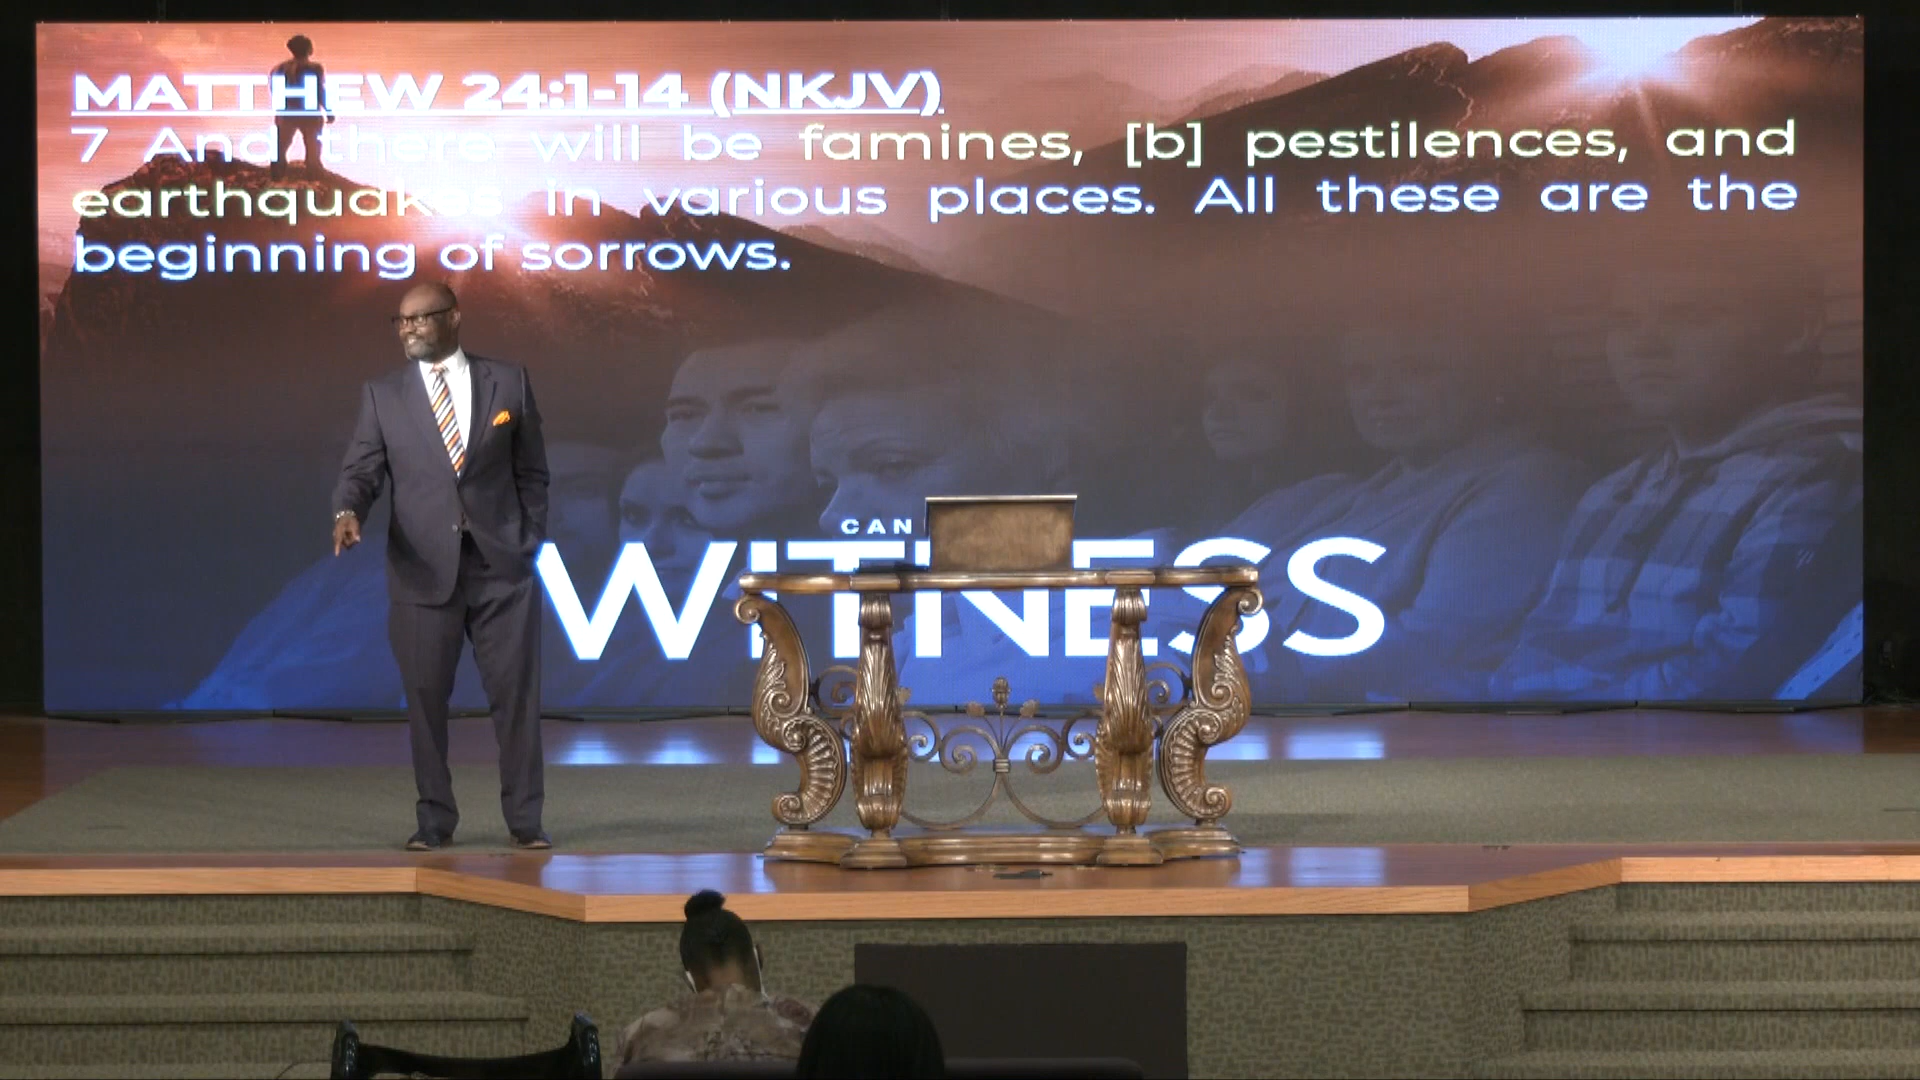 MATTHEW 24:1-14 (NKJV)
7 And there will be famines, [b] pestilences, and
earthquakes in various places. All these are the
beginning of sorrows.
CAN
WITNESS